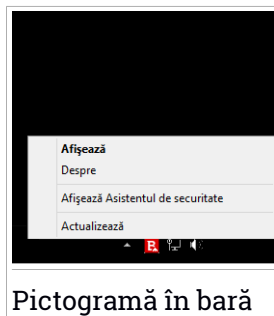 Afişează
Despre
Afişează Asistentul de securitate
Actualizează
B
Pictogramă în bară